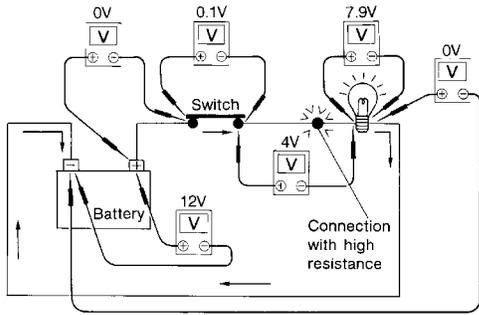 0V
V
+ −
0.1V
V
+ −
7.9V
V
+ −
0V
V
+ −
Switch
4V
V
+ −
− +
Battery
12V
V
+ −
Connection
with high
resistance